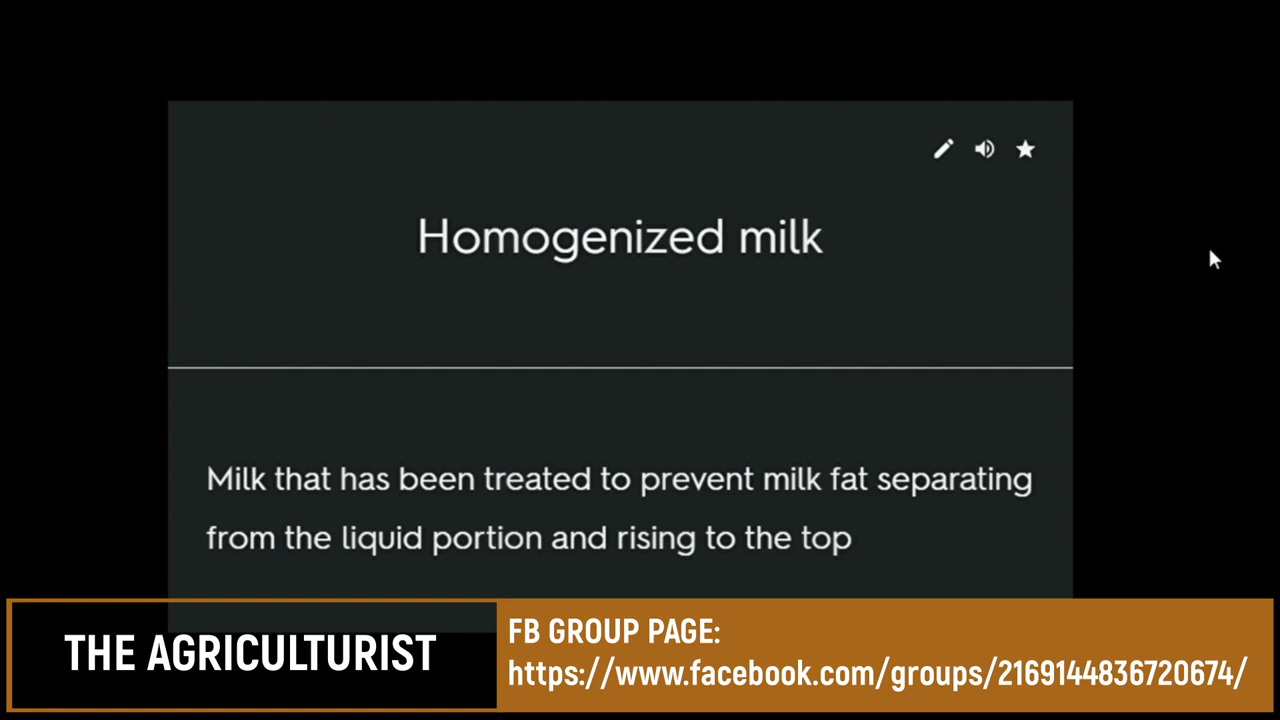 Homogenized milk
Milk that has been treated to prevent milk fat separating
from the liquid portion and rising to the top
THE AGRICULTURIST
FB GROUP PAGE:
https://www.facebook.com/groups/2169144836720674/